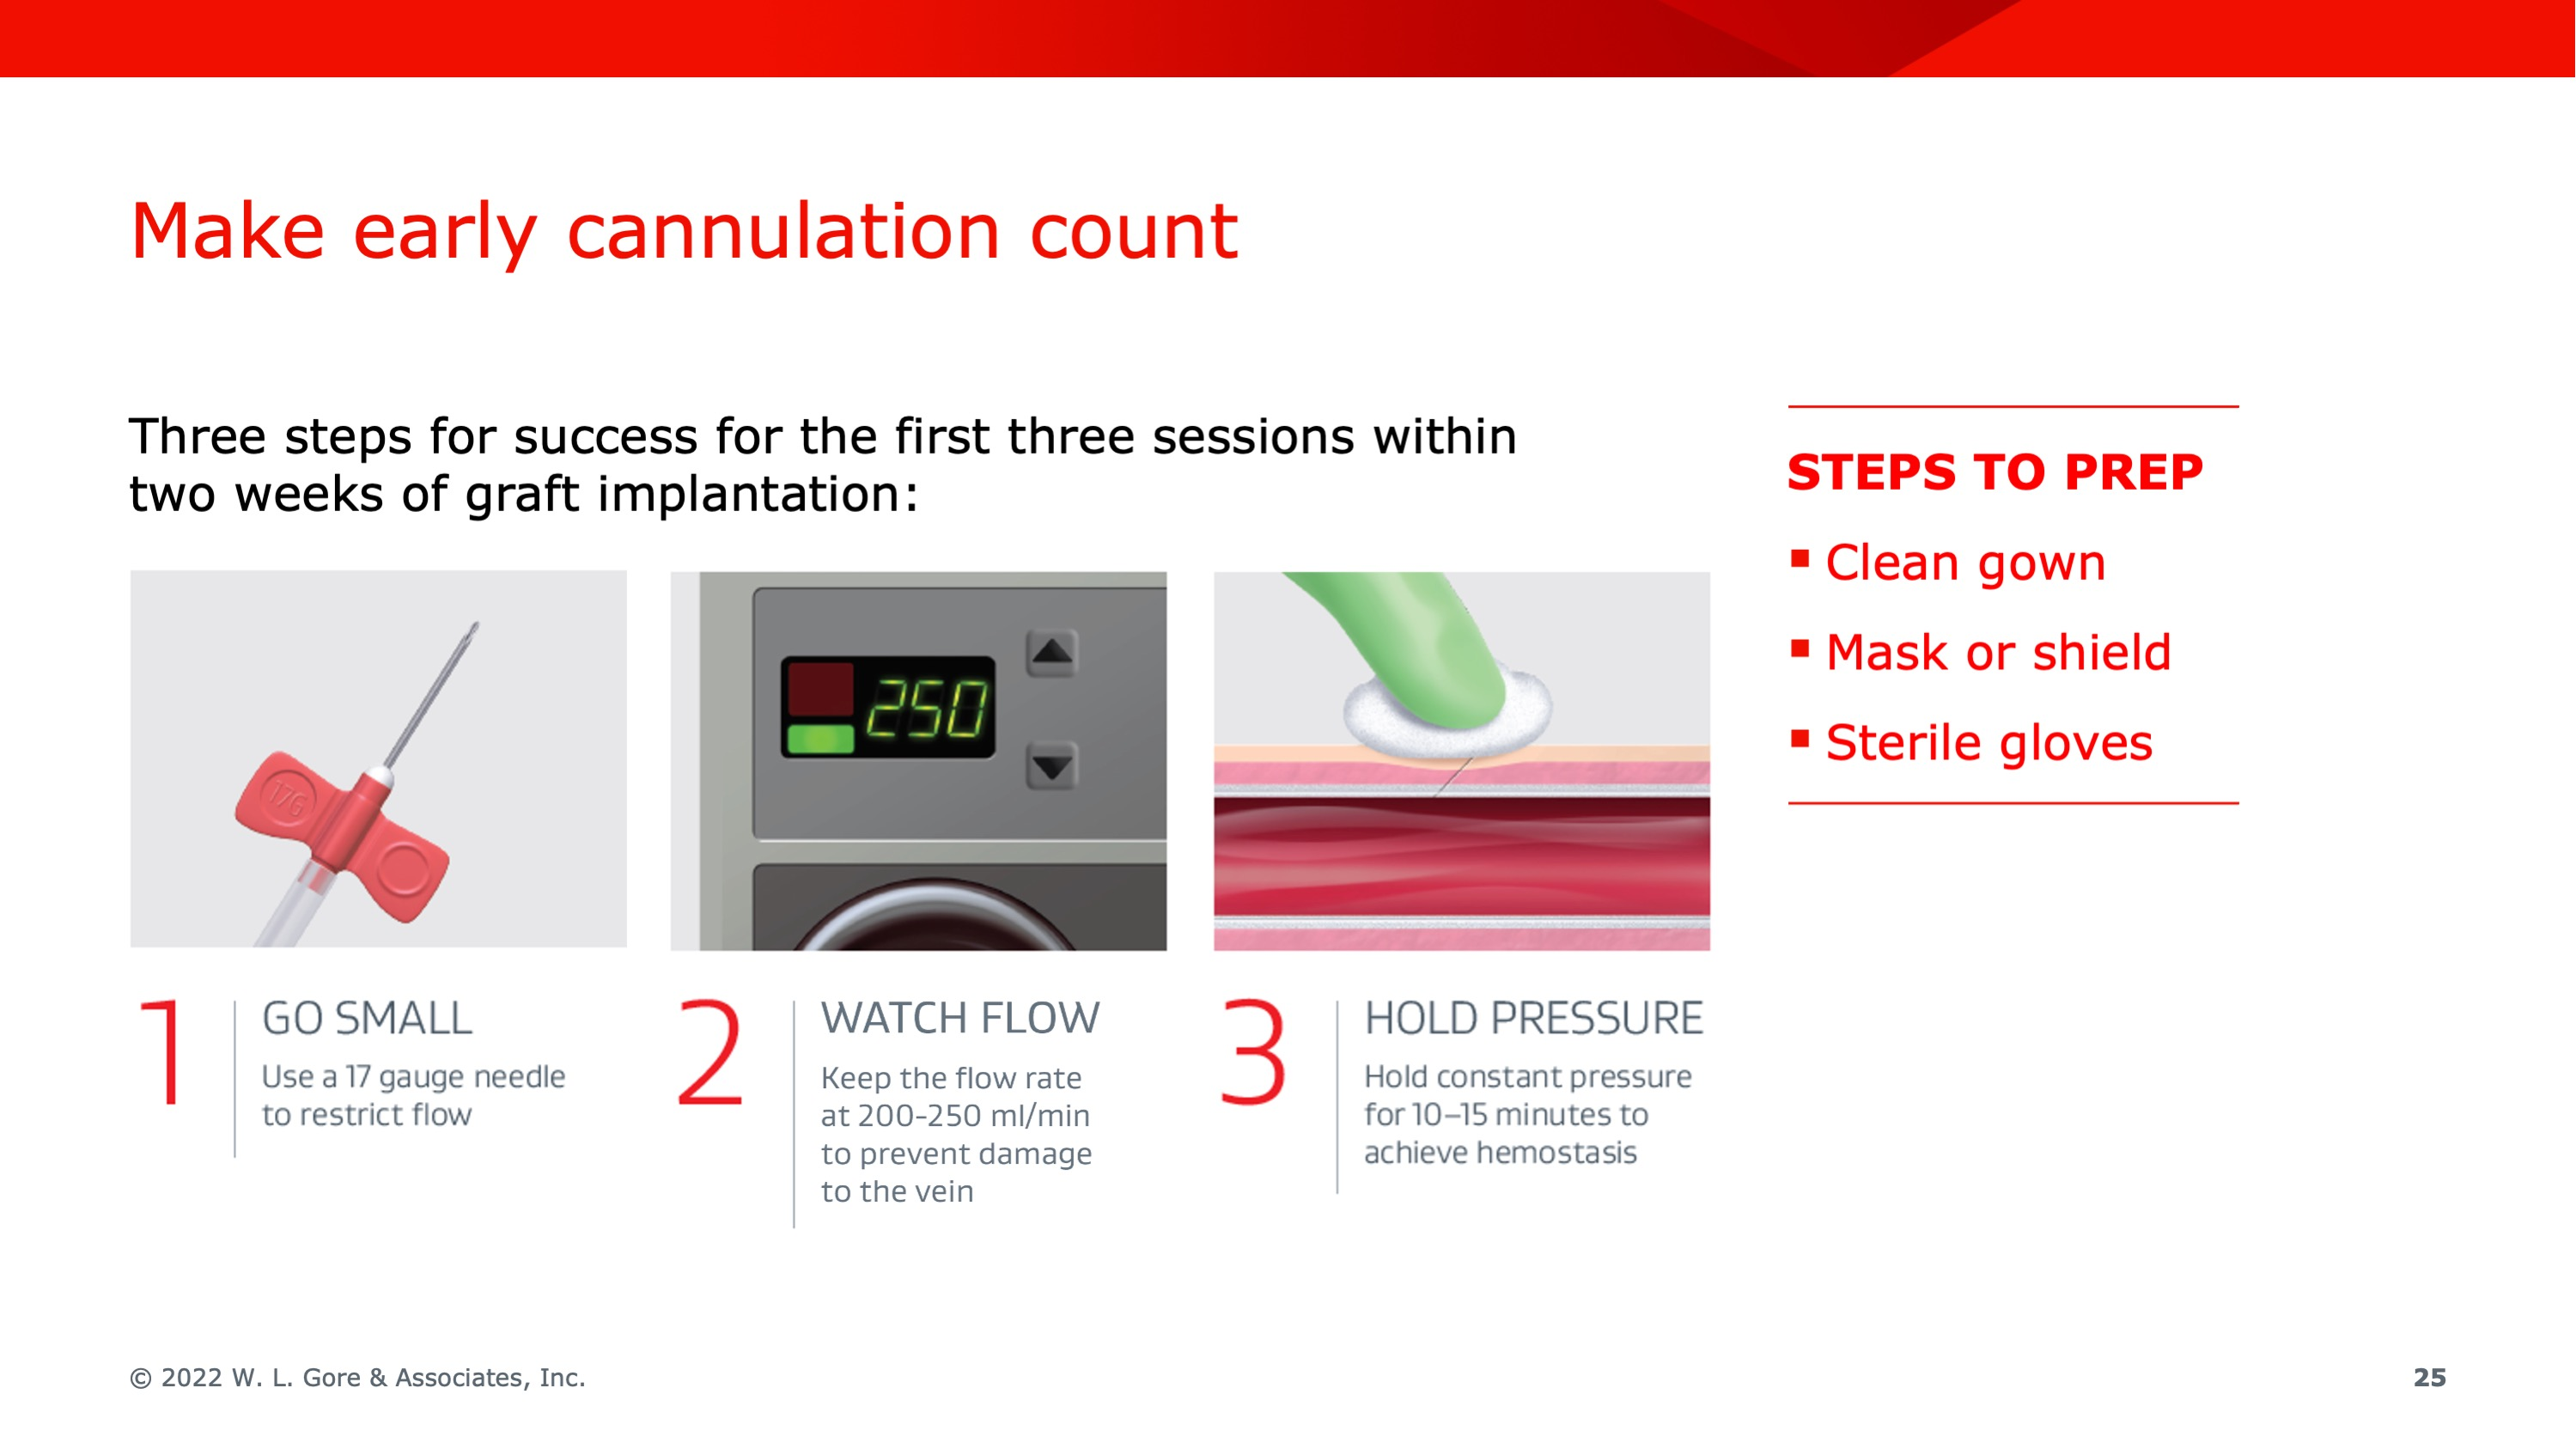 Make early cannulation count
Three steps for success for the first three sessions within
two weeks of graft implantation:
17G
250
1
GO SMALL
Use a 17 gauge needle
to restrict flow
2
WATCH FLOW
Keep the flow rate
at 200-250 ml/min
to prevent damage
to the vein
3
HOLD PRESSURE
Hold constant pressure
for 10–15 minutes to
achieve hemostasis
STEPS TO PREP
▪ Clean gown
▪ Mask or shield
▪ Sterile gloves
© 2022 W. L. Gore & Associates, Inc.
25